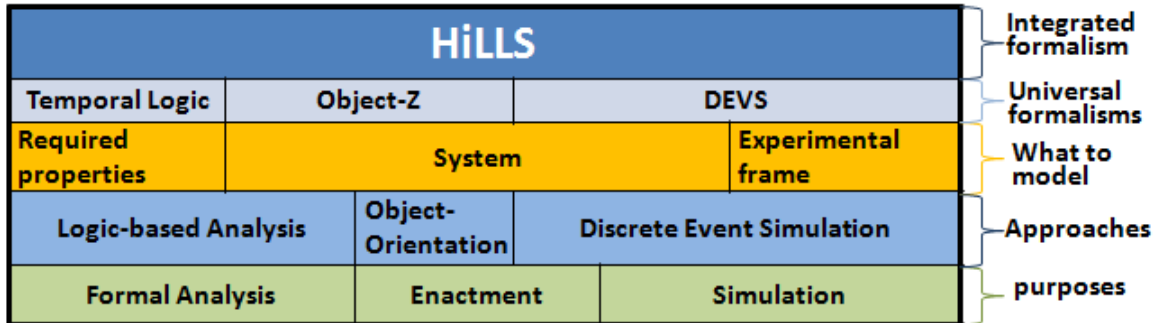 HiLLS
Integrated
formalism
Temporal Logic
Object-Z
DEVS
Universal
formalisms
Required
properties
System
Experimental
frame
What to
model
Logic-based Analysis
Object-
Orientation
Discrete Event Simulation
Approaches
Formal Analysis
Enactment
Simulation
purposes